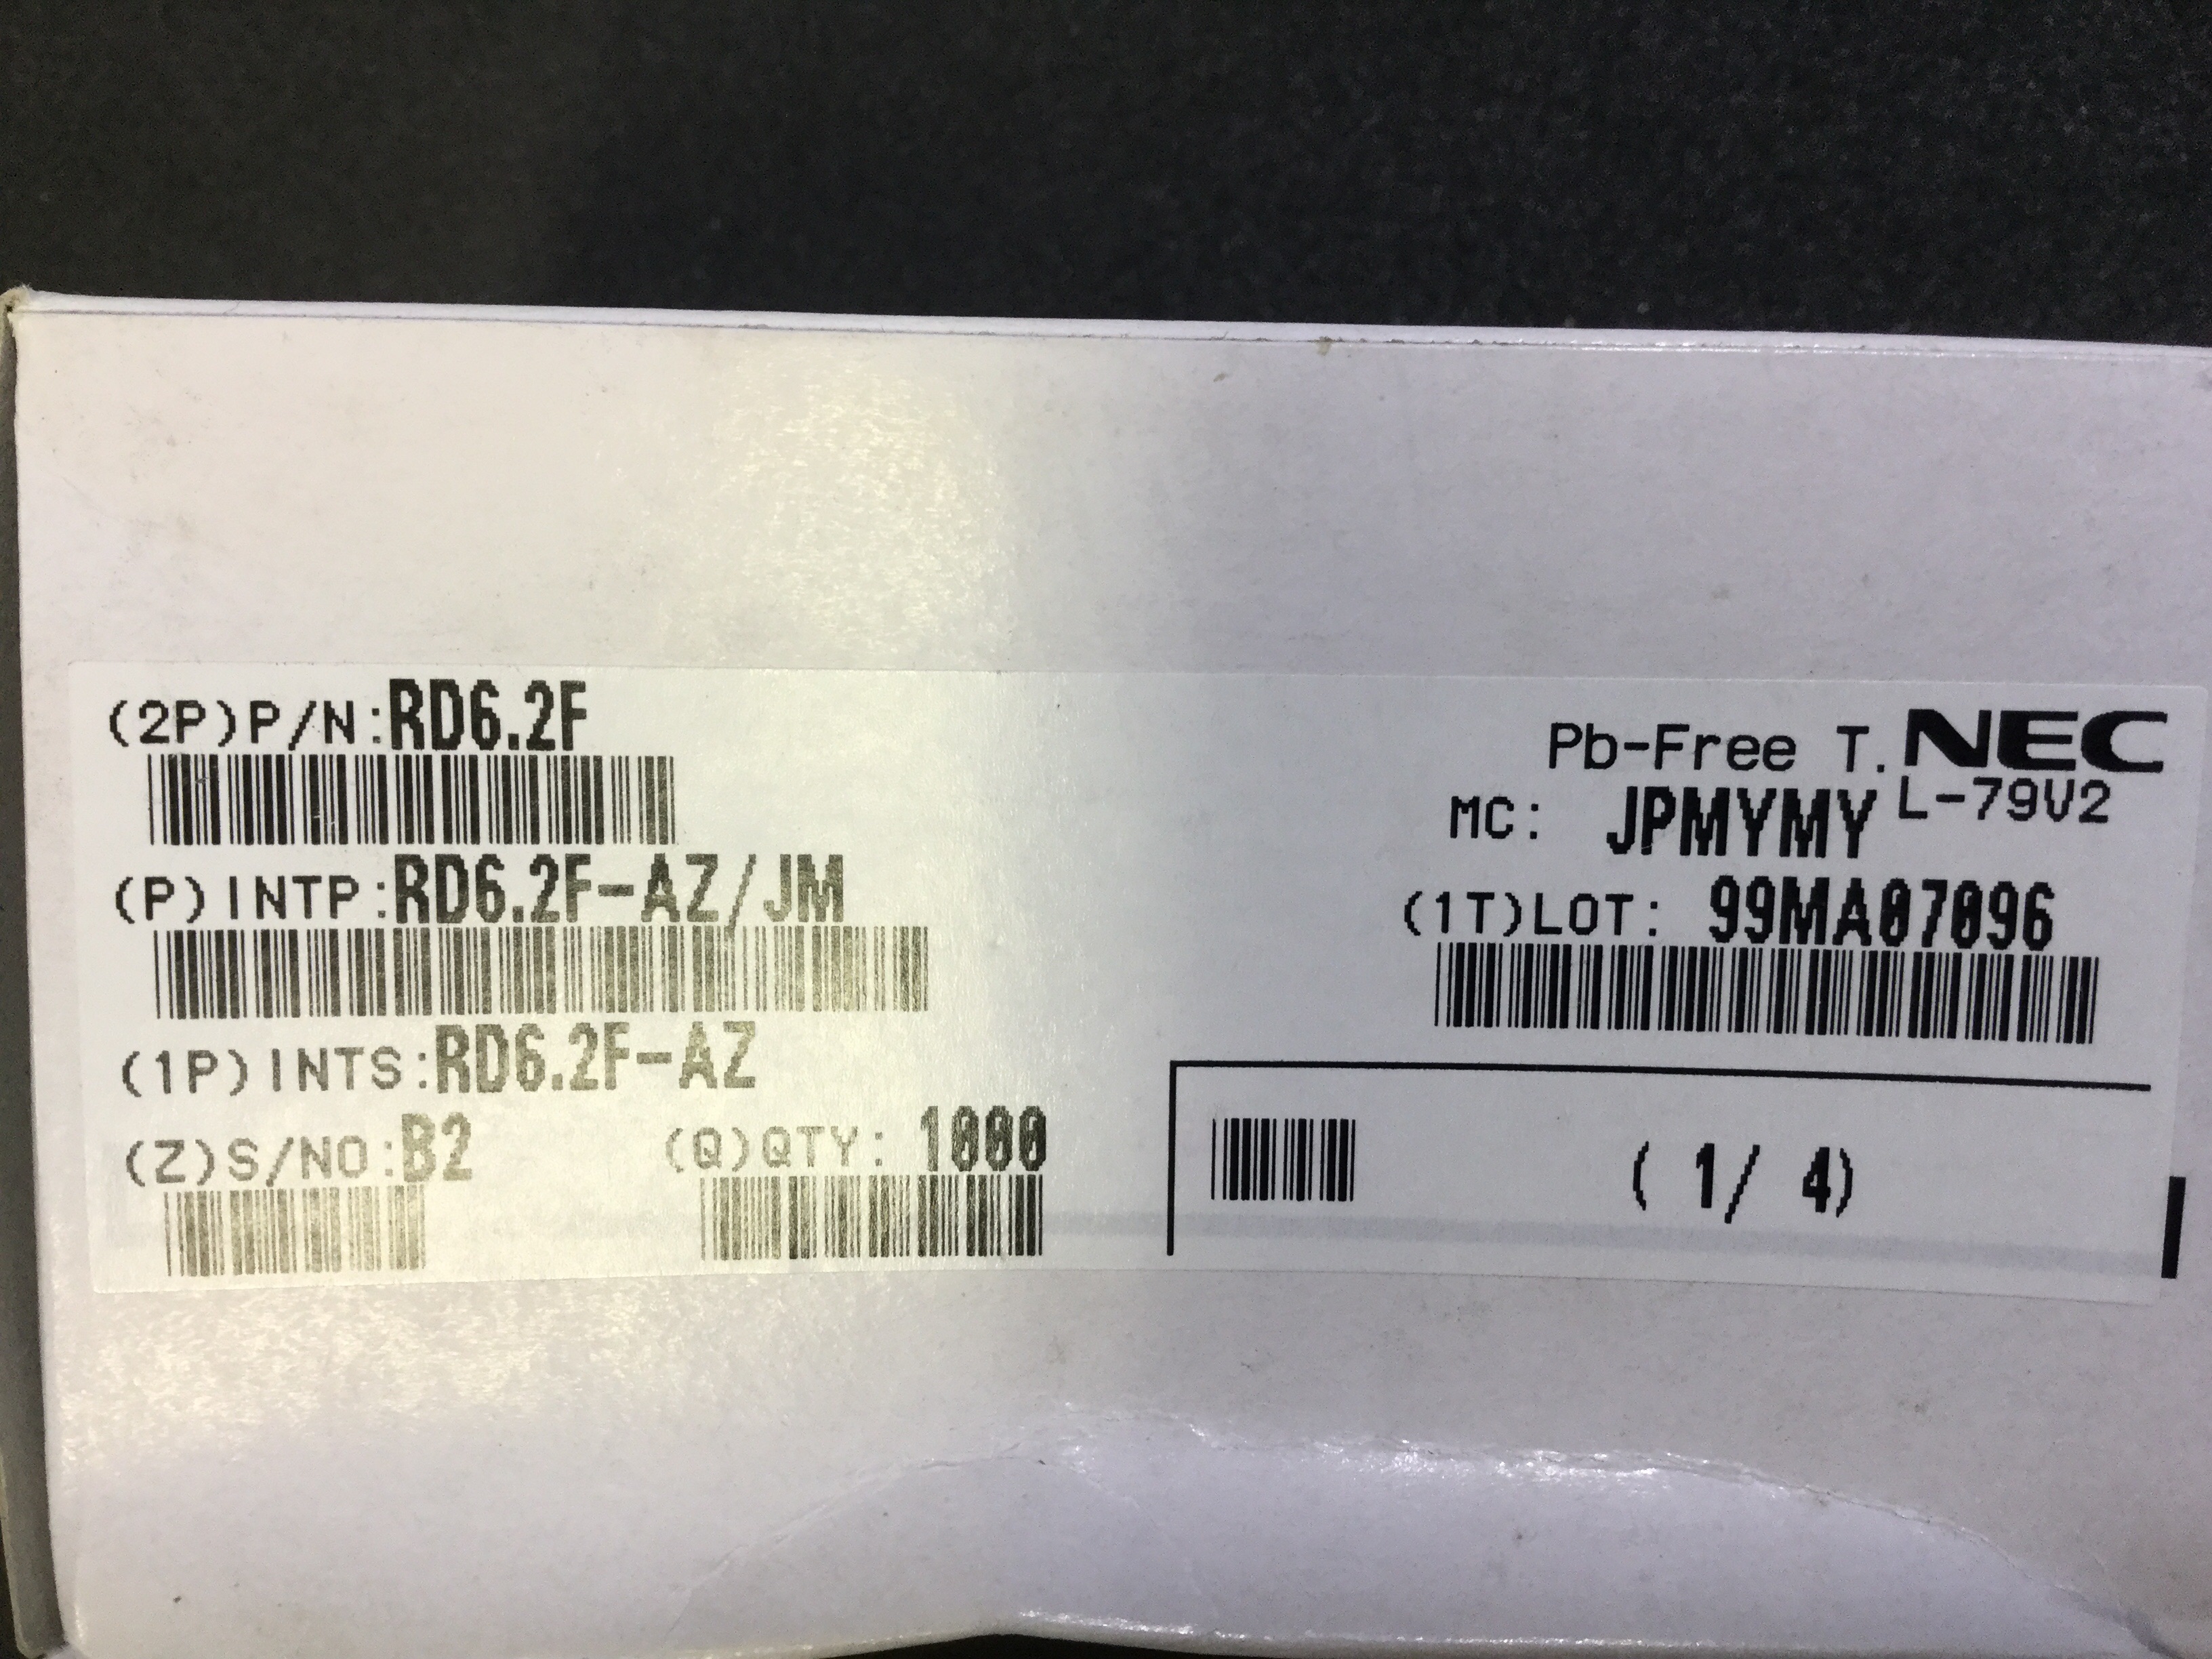 (2P)P/N:RD6.2F
(P)INTP:RD6.2F-AZ/JM
(1P)INTS:RD6.2F-AZ
(Z)S/NO:B2 (Q)QTY: 1000
Pb-Free T. NEC
MC: JPMYMY L-79V2
(1T)LOT: 99MA07096
( 1/ 4)